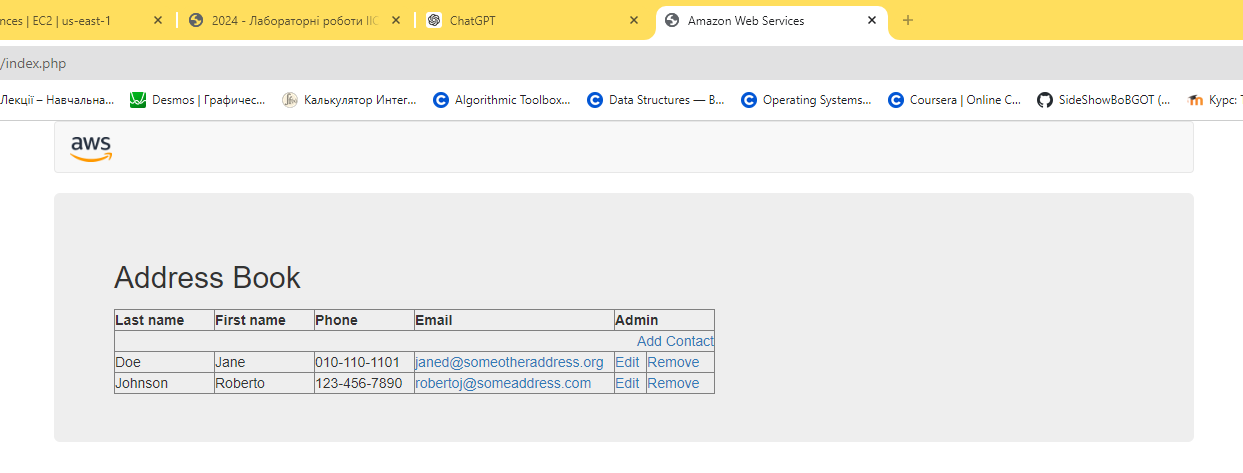 nces | EC2 | us-east-1
2024 - Лабораторні роботи ІІС
ChatGPT
Amazon Web Services
/index.php
Лекції – Навчальна...
Desmos | Графичес...
Калькулятор Интег...
Algorithmic Toolbox...
Data Structures — B...
Operating Systems...
Coursera | Online C...
SideShowBoBGOT (...
Курс:
aws
Address Book
Last name First name Phone Email Admin
Add Contact
Doe Jane 010-110-1101 janed@someotheraddress.org Edit Remove
Johnson Roberto 123-456-7890 robertoj@someaddress.com Edit Remove